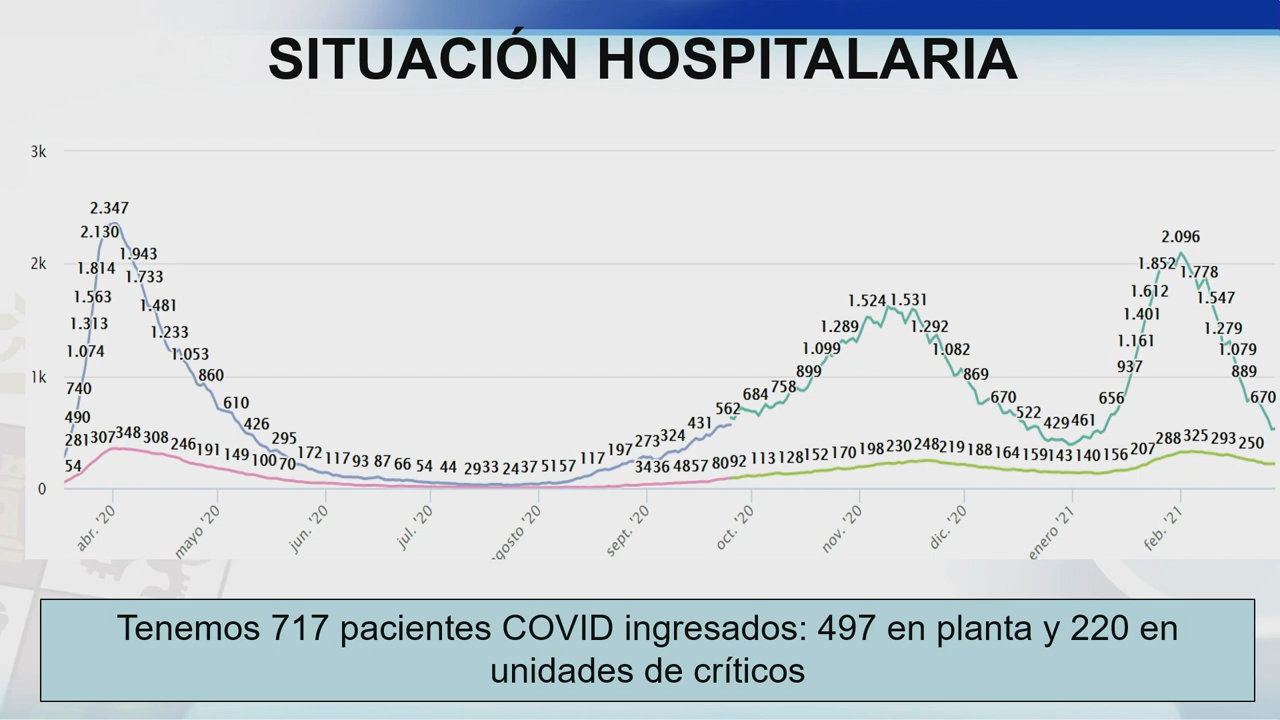 SITUACIÓN HOSPITALARIA
3k
2k
1k
0
2.347
2.130
1.943
1.814
1.733
1.563
1.481
1.313
1.233
1.074
1.053
860
740
610
490
426
295
281 307 348 308 246 191 149 100 70
54
172 117 93 87 66 54 44 29 33 24 37 51 57 117 197 273 324 431 562
34 36 48 57 80 92 113 128 152 170 198 230 248 219 188 164 159 143 140 156 207 288 325 293 250
684 758 899 1.099 1.289 1.524 1.531 1.292 1.082 869 670 522 429 461 656 937 1.161 1.401 1.612 1.852 2.096 1.778 1.547 1.279 1.079 889 670
abr. '20
mayo '20
jun. '20
jul. '20
agosto '20
sept. '20
oct. '20
nov. '20
dic. '20
enero '21
feb. '21
Tenemos 717 pacientes COVID ingresados: 497 en planta y 220 en
unidades de críticos